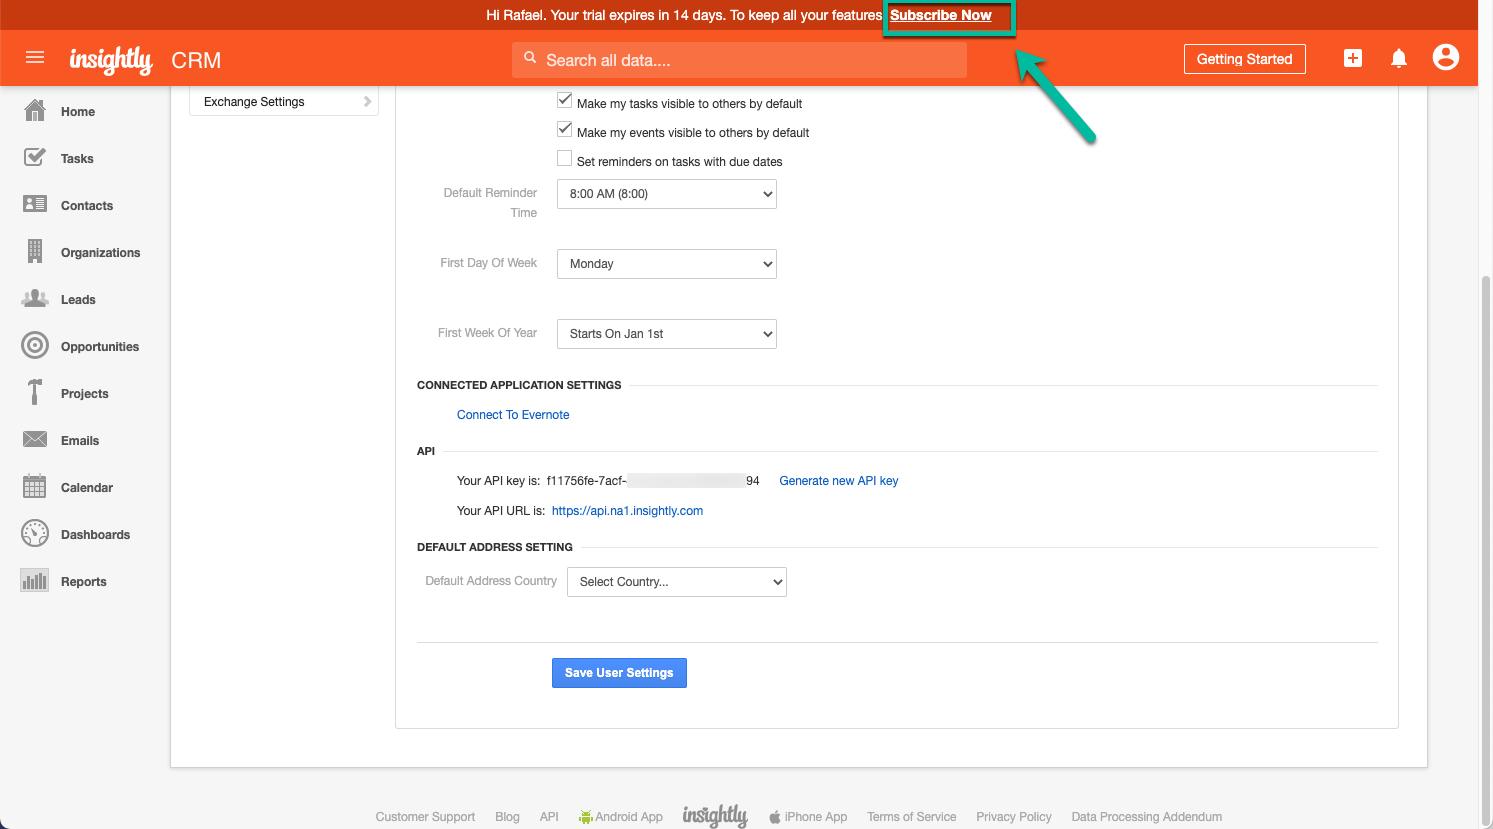 Hi Rafael. Your trial expires in 14 days. To keep all your features Subscribe Now
insightly CRM
Search all data....
Getting Started
Exchange Settings
Home
Tasks
Contacts
Organizations
Leads
Opportunities
Projects
Emails
Calendar
Dashboards
Reports
Make my tasks visible to others by default
Make my events visible to others by default
Set reminders on tasks with due dates
Default Reminder
Time
8:00 AM (8:00)
First Day Of Week
Monday
First Week Of Year
Starts On Jan 1st
CONNECTED APPLICATION SETTINGS
Connect To Evernote
API
Your API key is: f11756fe-7acf- 94 Generate new API key
Your API URL is: https://api.na1.insightly.com
DEFAULT ADDRESS SETTING
Default Address Country
Select Country...
Save User Settings
Customer Support Blog API Android App insightly iPhone App Terms of Service Privacy Policy Data Processing Addendum